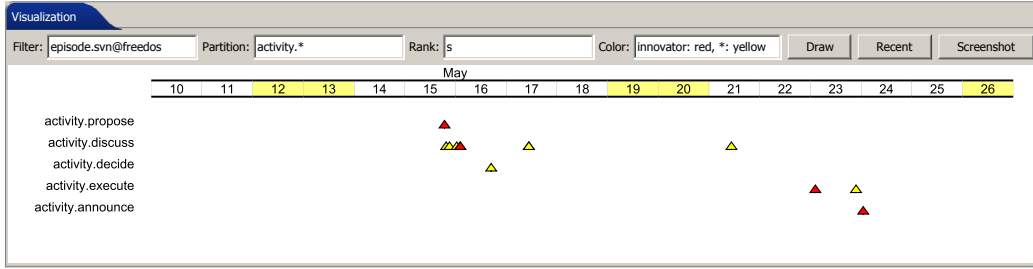 Visualization
Filter: episode.svn@freedos Partition: activity.* Rank: s Color: innovator: red, *: yellow Draw Recent Screenshot
May
10 11 12 13 14 15 16 17 18 19 20 21 22 23 24 25 26
activity.propose
activity.discuss
activity.decide
activity.execute
activity.announce